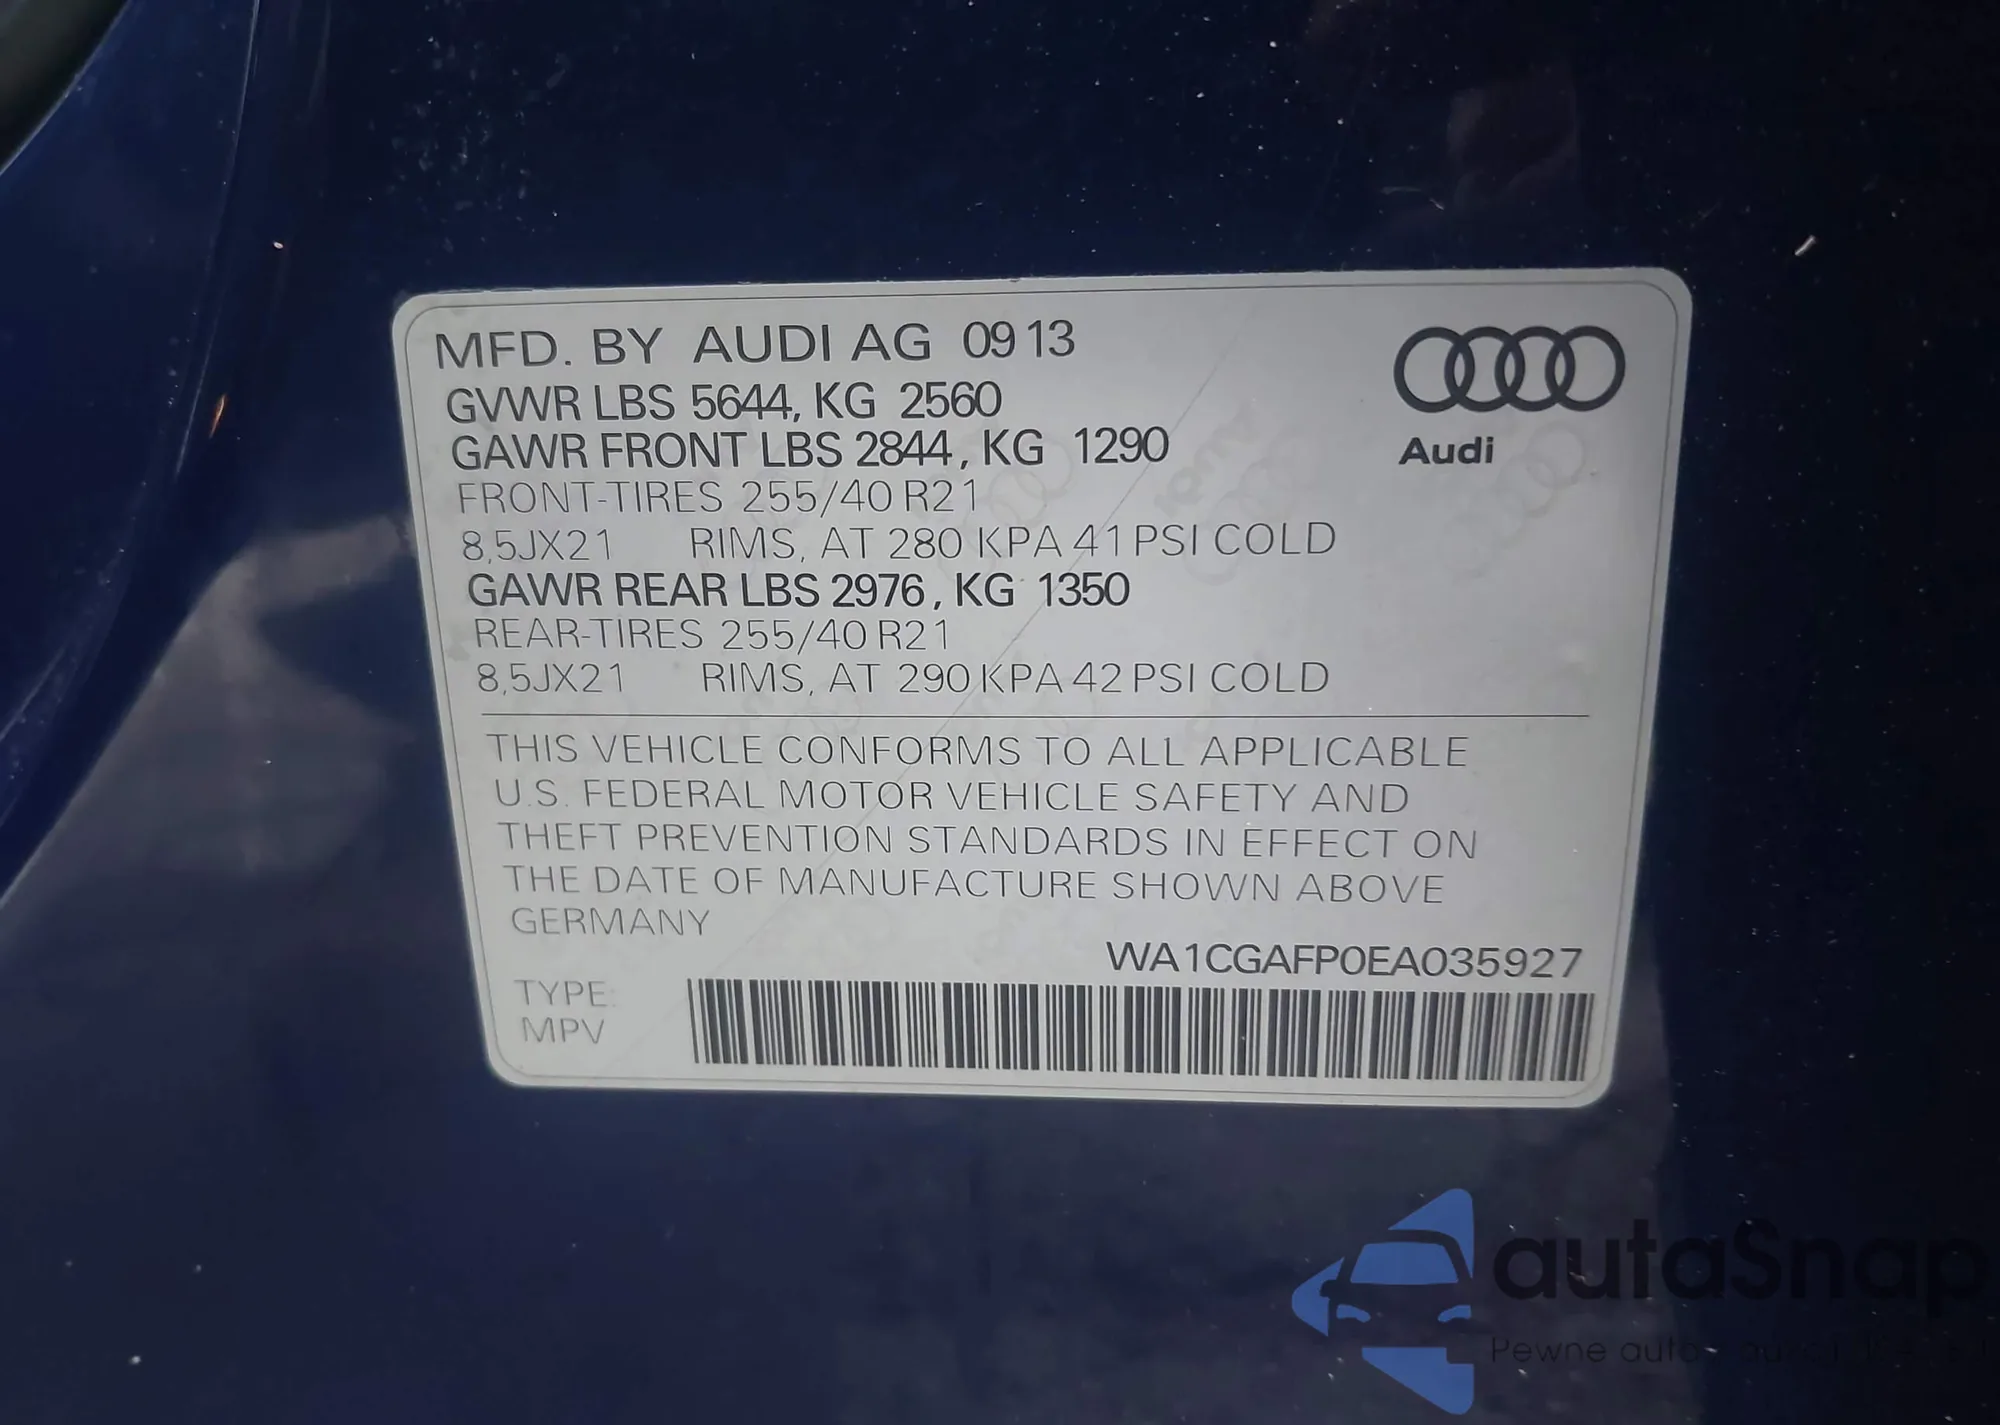 MFD. BY AUDI AG 09 13
GVWR LBS 5644, KG 2560
GAWR FRONT LBS 2844, KG 1290
FRONT-TIRES 255/40 R21
8,5JX21 RIMS, AT 280 KPA 41 PSI COLD
GAWR REAR LBS 2976, KG 1350
REAR-TIRES 255/40 R21
8,5JX21 RIMS, AT 290 KPA 42 PSI COLD
Audi
THIS VEHICLE CONFORMS TO ALL APPLICABLE
U.S. FEDERAL MOTOR VEHICLE SAFETY AND
THEFT PREVENTION STANDARDS IN EFFECT ON
THE DATE OF MANUFACTURE SHOWN ABOVE
GERMANY
WA1CGAFP0EA035927
TYPE:
MPV
autaSnap
Pewne auta